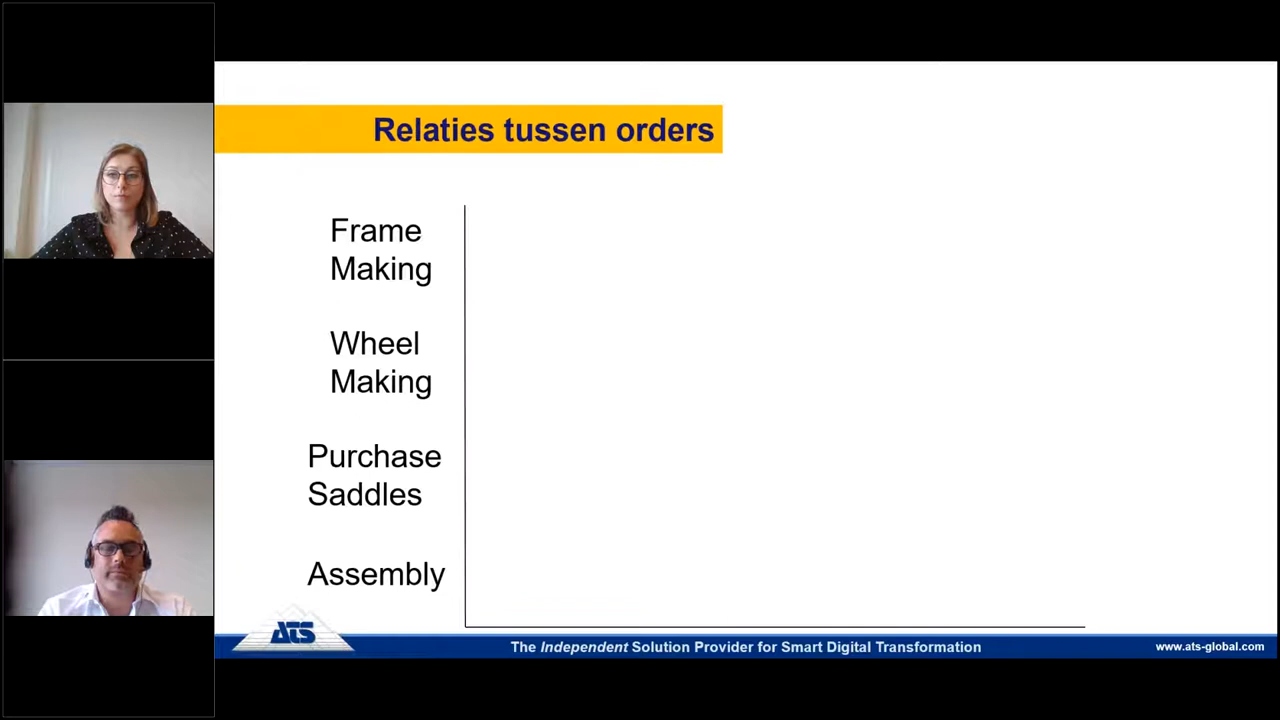 Relaties tussen orders
Frame
Making
Wheel
Making
Purchase
Saddles
Assembly
ATS
The Independent Solution Provider for Smart Digital Transformation
www.ats-global.com